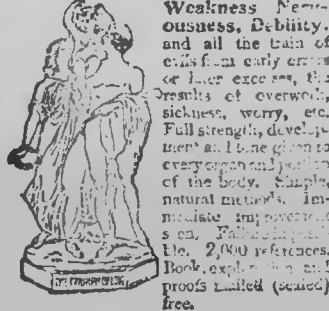 Weakness Nerv-
ousness, Debility,
and all the train of
evils from early errors
or later excesses, the
results of overwork,
sickness, worry, etc.
Full strength, develop-
ment and tone given to
every organ and portion
of the body. Simple,
natural methods. Im-
mediate improvement
seen. Failure impossi-
ble. 2,000 references.
Book, explanation and
proofs mailed (sealed)
free.